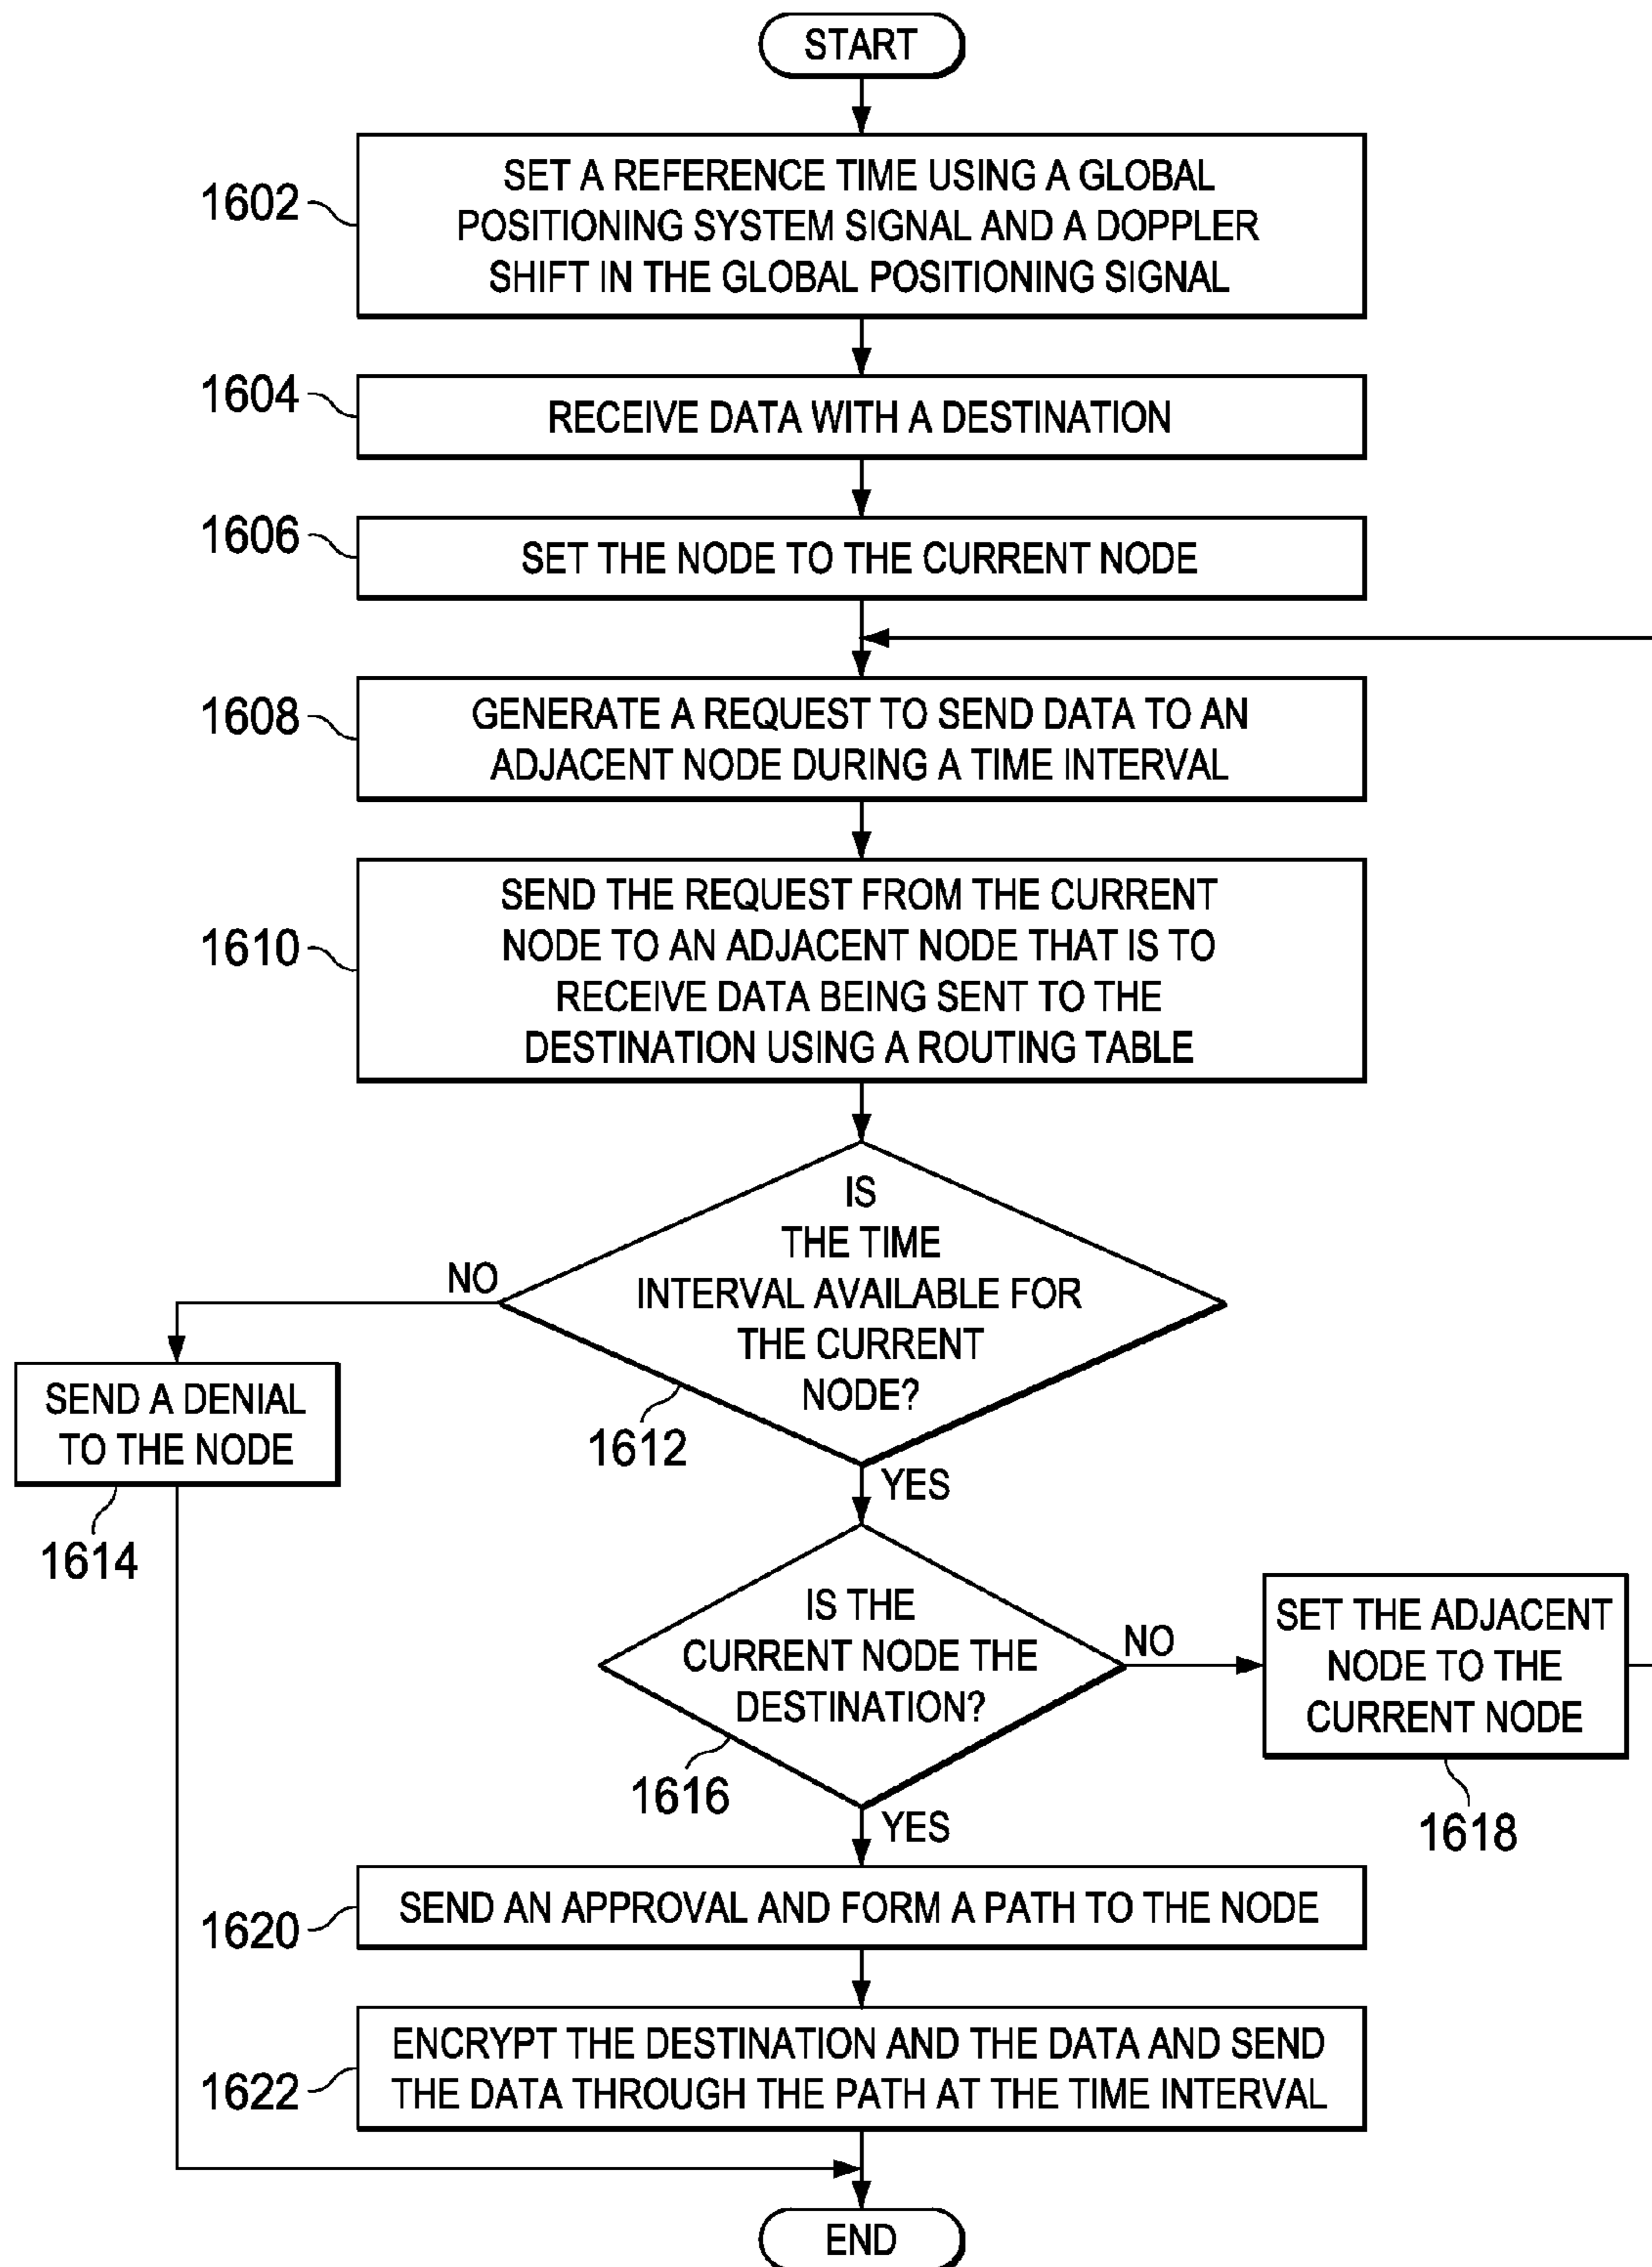 START
1602
SET A REFERENCE TIME USING A GLOBAL
POSITIONING SYSTEM SIGNAL AND A DOPPLER
SHIFT IN THE GLOBAL POSITIONING SIGNAL
1604
RECEIVE DATA WITH A DESTINATION
1606
SET THE NODE TO THE CURRENT NODE
1608
GENERATE A REQUEST TO SEND DATA TO AN
ADJACENT NODE DURING A TIME INTERVAL
1610
SEND THE REQUEST FROM THE CURRENT
NODE TO AN ADJACENT NODE THAT IS TO
RECEIVE DATA BEING SENT TO THE
DESTINATION USING A ROUTING TABLE
IS
THE TIME
INTERVAL AVAILABLE FOR
THE CURRENT
NODE?
1612
NO
SEND A DENIAL
TO THE NODE
1614
YES
IS THE
CURRENT NODE THE
DESTINATION?
1616
NO
SET THE ADJACENT
NODE TO THE
CURRENT NODE
1618
YES
1620
SEND AN APPROVAL AND FORM A PATH TO THE NODE
1622
ENCRYPT THE DESTINATION AND THE DATA AND SEND
THE DATA THROUGH THE PATH AT THE TIME INTERVAL
END